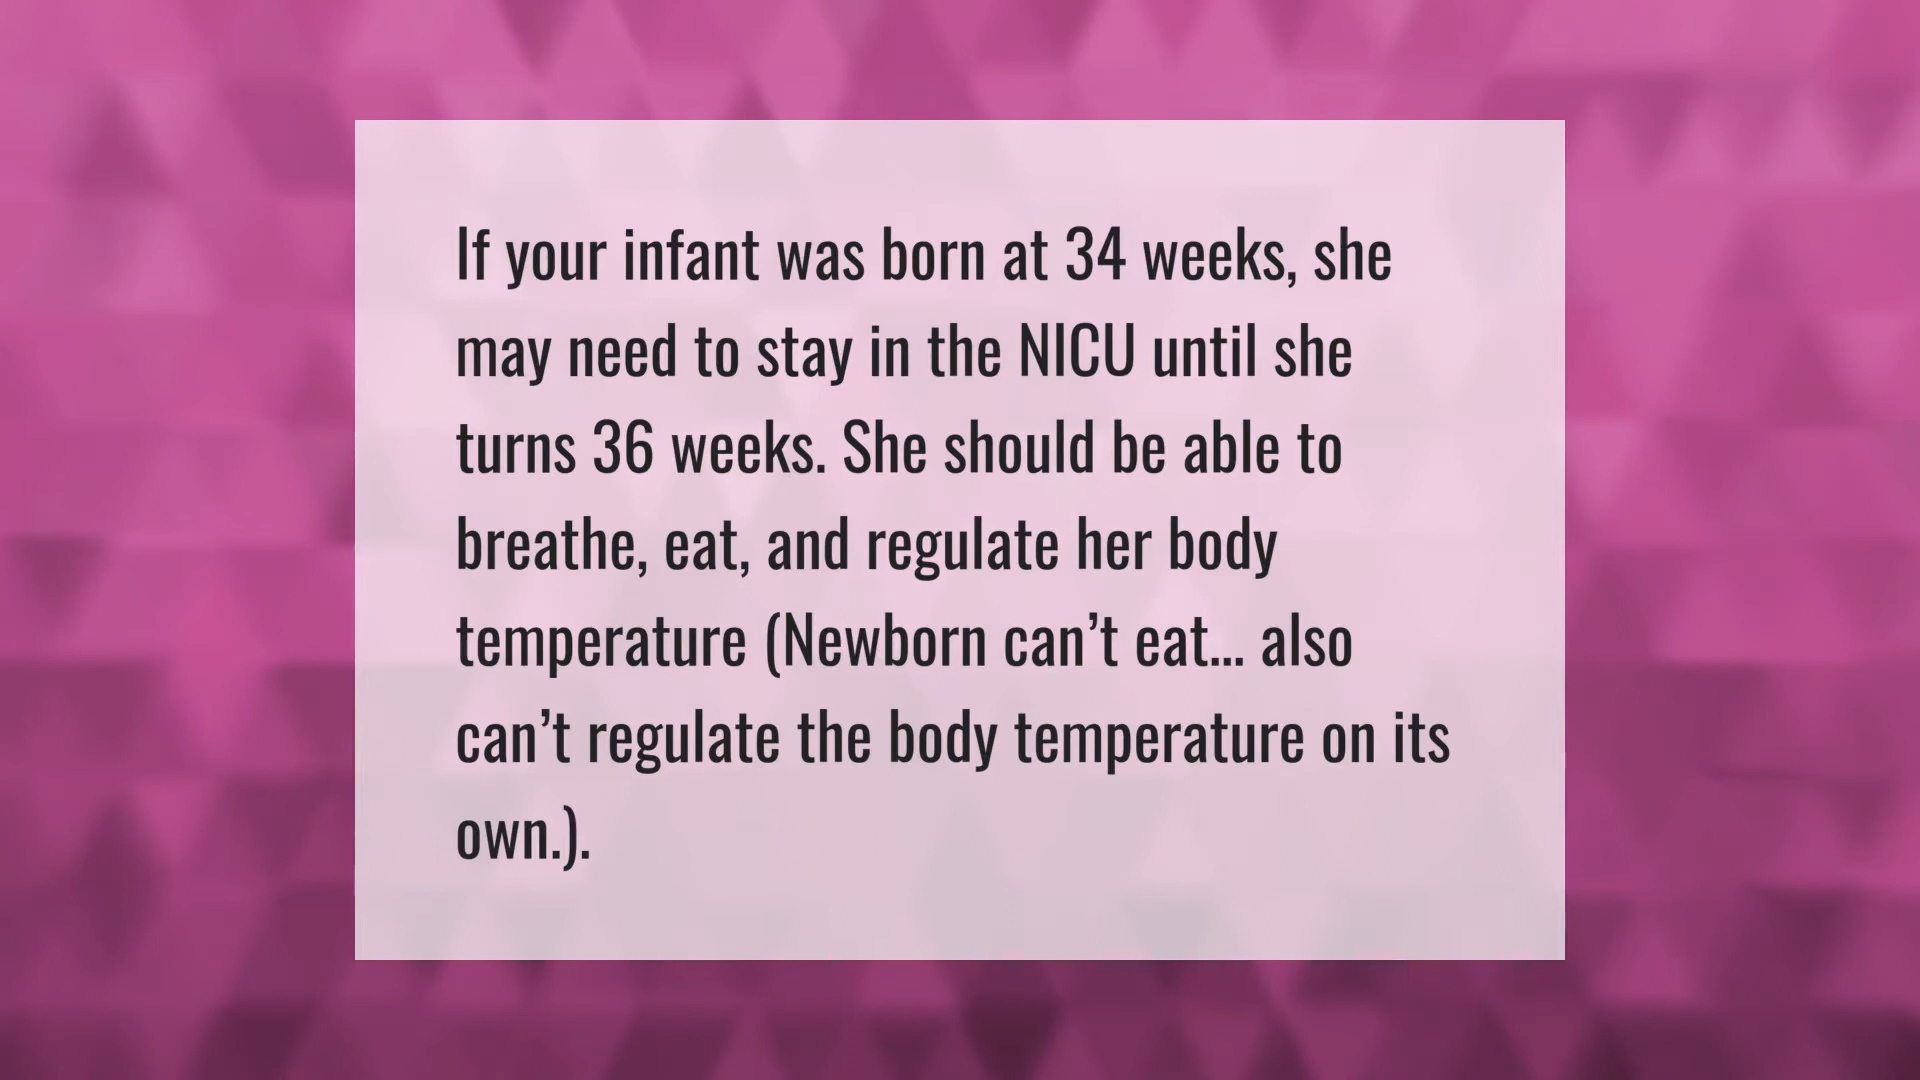 If your infant was born at 34 weeks, she
may need to stay in the NICU until she
turns 36 weeks. She should be able to
breathe, eat, and regulate her body
temperature (Newborn can’t eat... also
can’t regulate the body temperature on its
own.).